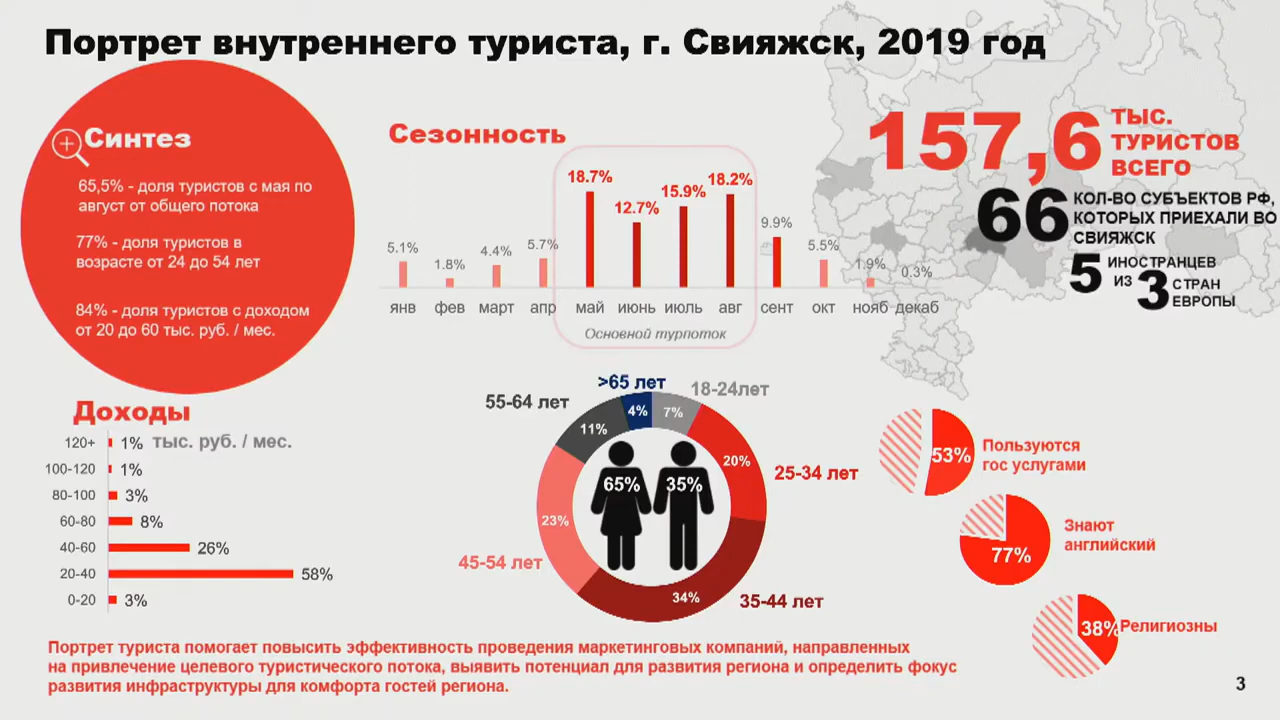 Портрет внутреннего туриста, г. Свияжск, 2019 год
Синтез
65,5% - доля туристов с мая по
август от общего потока
77% - доля туристов в
возрасте от 24 до 54 лет
84% - доля туристов с доходом
от 20 до 60 тыс. руб. / мес.
Сезонность
5.1%
1.8%
4.4%
5.7%
18.7%
12.7%
15.9%
18.2%
9.9%
5.5%
1.9%
0.3%
янв фев март апр май июнь июль авг сент окт нояб декаб
Основной турпоток
157,6
ТЫС.
ТУРИСТОВ
ВСЕГО
66
КОЛ-ВО СУБЪЕКТОВ РФ,
КОТОРЫХ ПРИЕХАЛИ ВО
СВИЯЖСК
5
ИНОСТРАНЦЕВ
ИЗ
3
СТРАН
ЕВРОПЫ
Доходы
тыс. руб. / мес.
120+ 1%
100-120 1%
80-100 3%
60-80 8%
40-60 26%
20-40 58%
0-20 3%
>65 лет
4%
18-24лет
7%
55-64 лет
11%
25-34 лет
20%
45-54 лет
23%
35-44 лет
34%
65%
35%
53%
Пользуются
гос услугами
77%
Знают
английский
38%
Религиозны
Портрет туриста помогает повысить эффективность проведения маркетинговых компаний, направленных
на привлечение целевого туристического потока, выявить потенциал для развития региона и определить фокус
развития инфраструктуры для комфорта гостей региона.
3